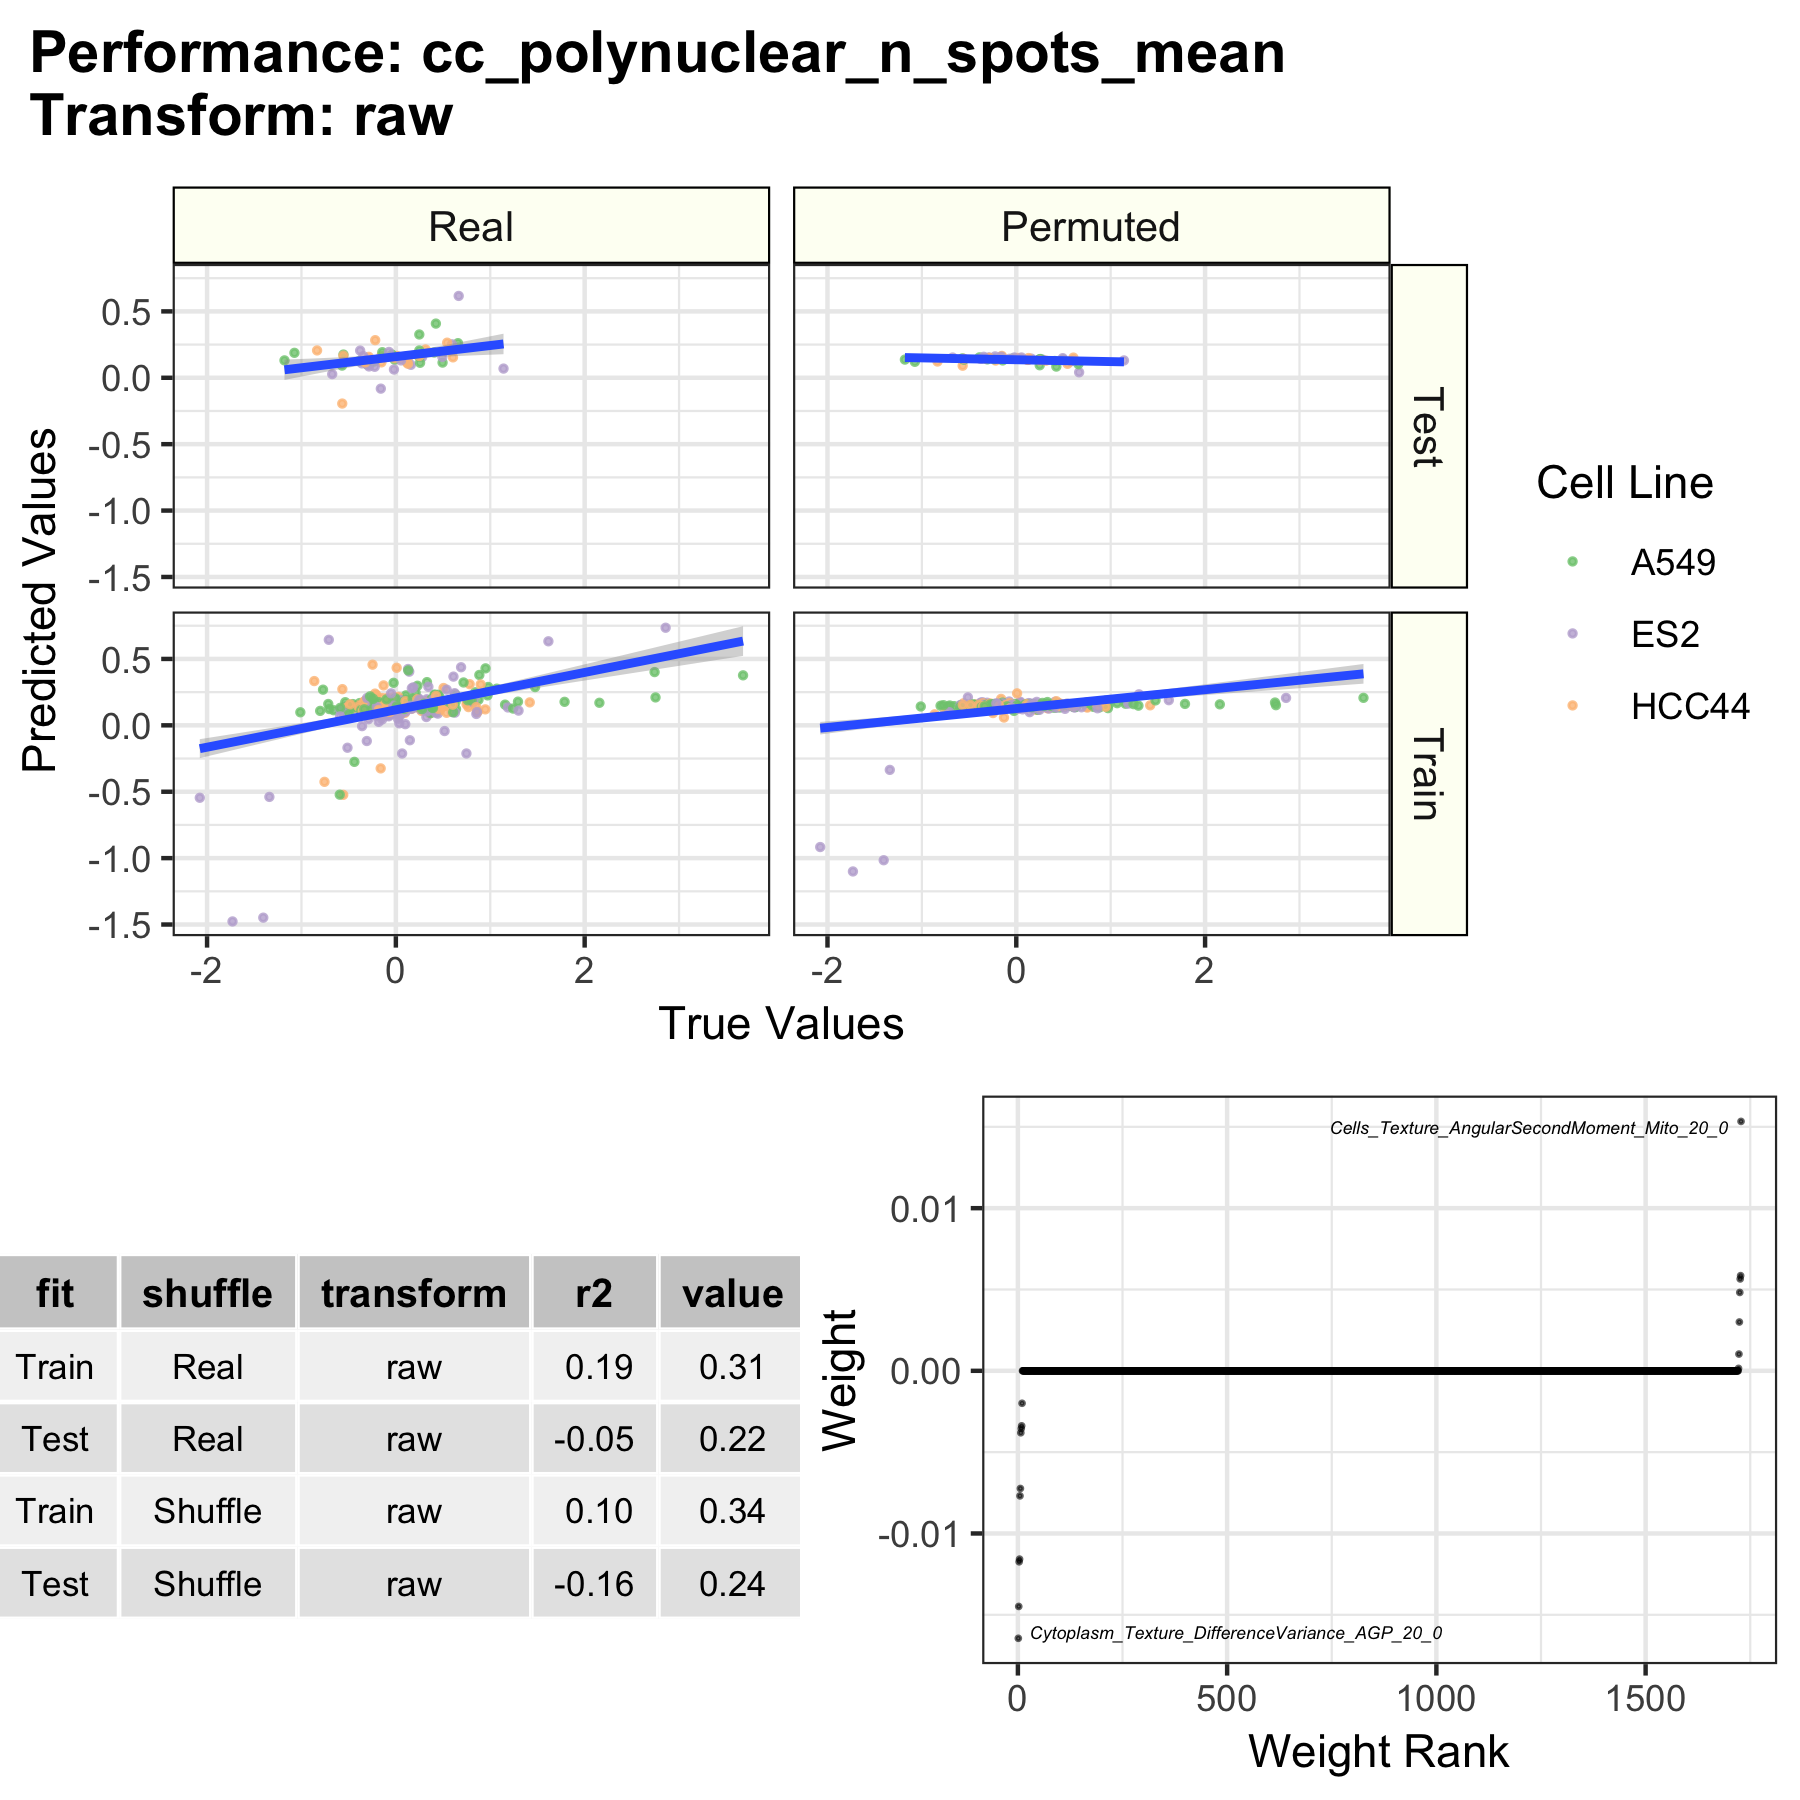 Performance: cc_polynuclear_n_spots_mean
Transform: raw
Real
Permuted
0.5
0.0
-0.5
-1.0
-1.5
Test
0.5
0.0
-0.5
-1.0
-1.5
Train
-2
0
2
-2
0
2
Predicted Values
True Values
Cell Line
A549
ES2
HCC44
fit shuffle transform r2 value
Train Real raw 0.19 0.31
Test Real raw -0.05 0.22
Train Shuffle raw 0.10 0.34
Test Shuffle raw -0.16 0.24
Weight
0.01
0.00
-0.01
Cells_Texture_AngularSecondMoment_Mito_20_0
Cytoplasm_Texture_DifferenceVariance_AGP_20_0
0
500
1000
1500
Weight Rank